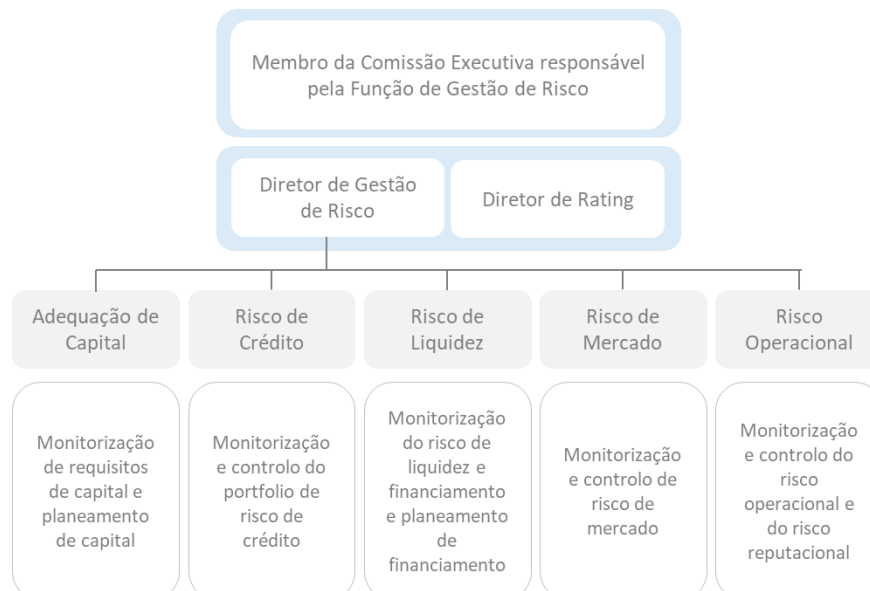 Membro da Comissão Executiva responsável
pela Função de Gestão de Risco
Diretor de Gestão
de Risco
Diretor de Rating
Adequação de
Capital
Risco de
Crédito
Risco de
Liquidez
Risco de
Mercado
Risco
Operacional
Monitorização
de requisitos
de capital e
planeamento
de capital
Monitorização
e controlo do
portfolio de
risco de
crédito
Monitorização
do risco de
liquidez e
financiamento
e planeamento
de
financiamento
Monitorização
e controlo de
risco de
mercado
Monitorização
e controlo do
risco
operacional e
do risco
reputacional